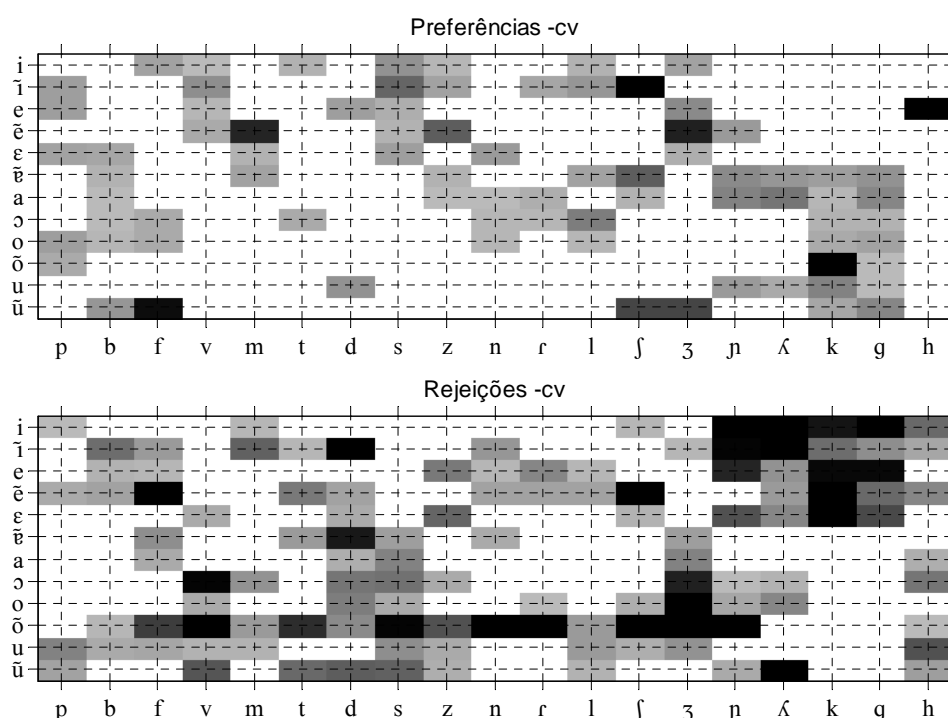 Preferências -cv
i
ĩ
e
ẽ
ɛ
ɐ̃
a
ɔ
o
õ
u
ũ
p b f v m t d s z n ɾ l ʃ ʒ ɲ ʎ k ɡ h
Rejeições -cv
i
ĩ
e
ẽ
ɛ
ɐ̃
a
ɔ
o
õ
u
ũ
p b f v m t d s z n ɾ l ʃ ʒ ɲ ʎ k ɡ h